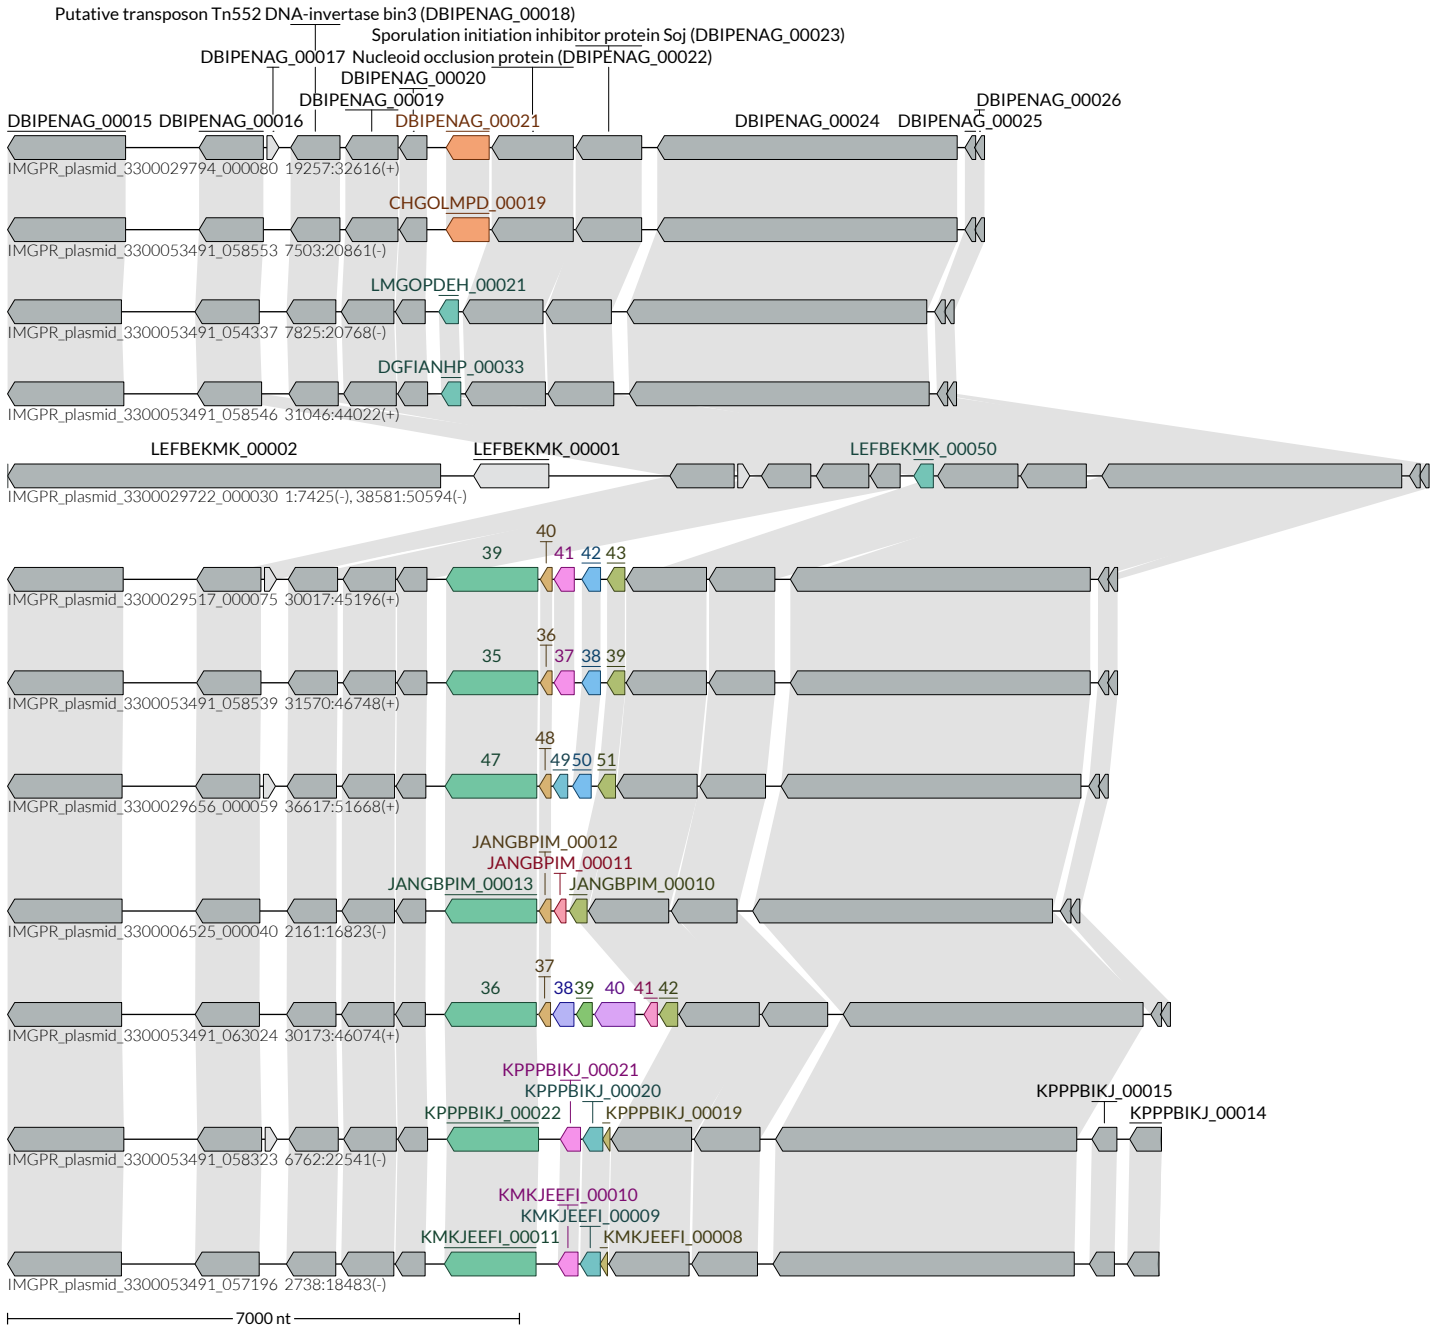 Putative transposon Tn552 DNA-invertase bin3 (DBIPENAG_00018)
Sporulation initiation inhibitor protein Soj (DBIPENAG_00023)
DBIPENAG_00017 Nucleoid occlusion protein (DBIPENAG_00022)
DBIPENAG_00020
DBIPENAG_00019 DBIPENAG_00026
DBIPENAG_00015 DBIPENAG_00016 DBIPENAG_00021 DBIPENAG_00024 DBIPENAG_00025
IMGPR_plasmid_3300029794_000080 19257:32616(+)
CHGOLMPD_00019
IMGPR_plasmid_3300053491_058553 7503:20861(-)
LMGOPDEH_00021
IMGPR_plasmid_3300053491_054337 7825:20768(-)
DGFIANHP_00033
IMGPR_plasmid_3300053491_058546 31046:44022(+)
LEFBEKMK_00002 LEFBEKMK_00001 LEFBEKMK_00050
IMGPR_plasmid_3300029722_000030 1:7425(-), 38581:50594(-)
40
39 41 42 43
IMGPR_plasmid_3300029517_000075 30017:45196(+)
36
35 37 38 39
IMGPR_plasmid_3300053491_058539 31570:46748(+)
48
47 49 50 51
IMGPR_plasmid_3300029656_000059 36617:51668(+)
JANGBPIM_00012
JANGBPIM_00011
JANGBPIM_00013 JANGBPIM_00010
IMGPR_plasmid_3300006525_000040 2161:16823(-)
37
36 38 39 40 41 42
IMGPR_plasmid_3300053491_063024 30173:46074(+)
KPPPBIKJ_00021
KPPPBIKJ_00020 KPPPBIKJ_00015
KPPPBIKJ_00022 KPPPBIKJ_00019 KPPPBIKJ_00014
IMGPR_plasmid_3300053491_058323 6762:22541(-)
KMKJEEFI_00010
KMKJEEFI_00009
KMKJEEFI_00011 KMKJEEFI_00008
IMGPR_plasmid_3300053491_057196 2738:18483(-)
7000 nt